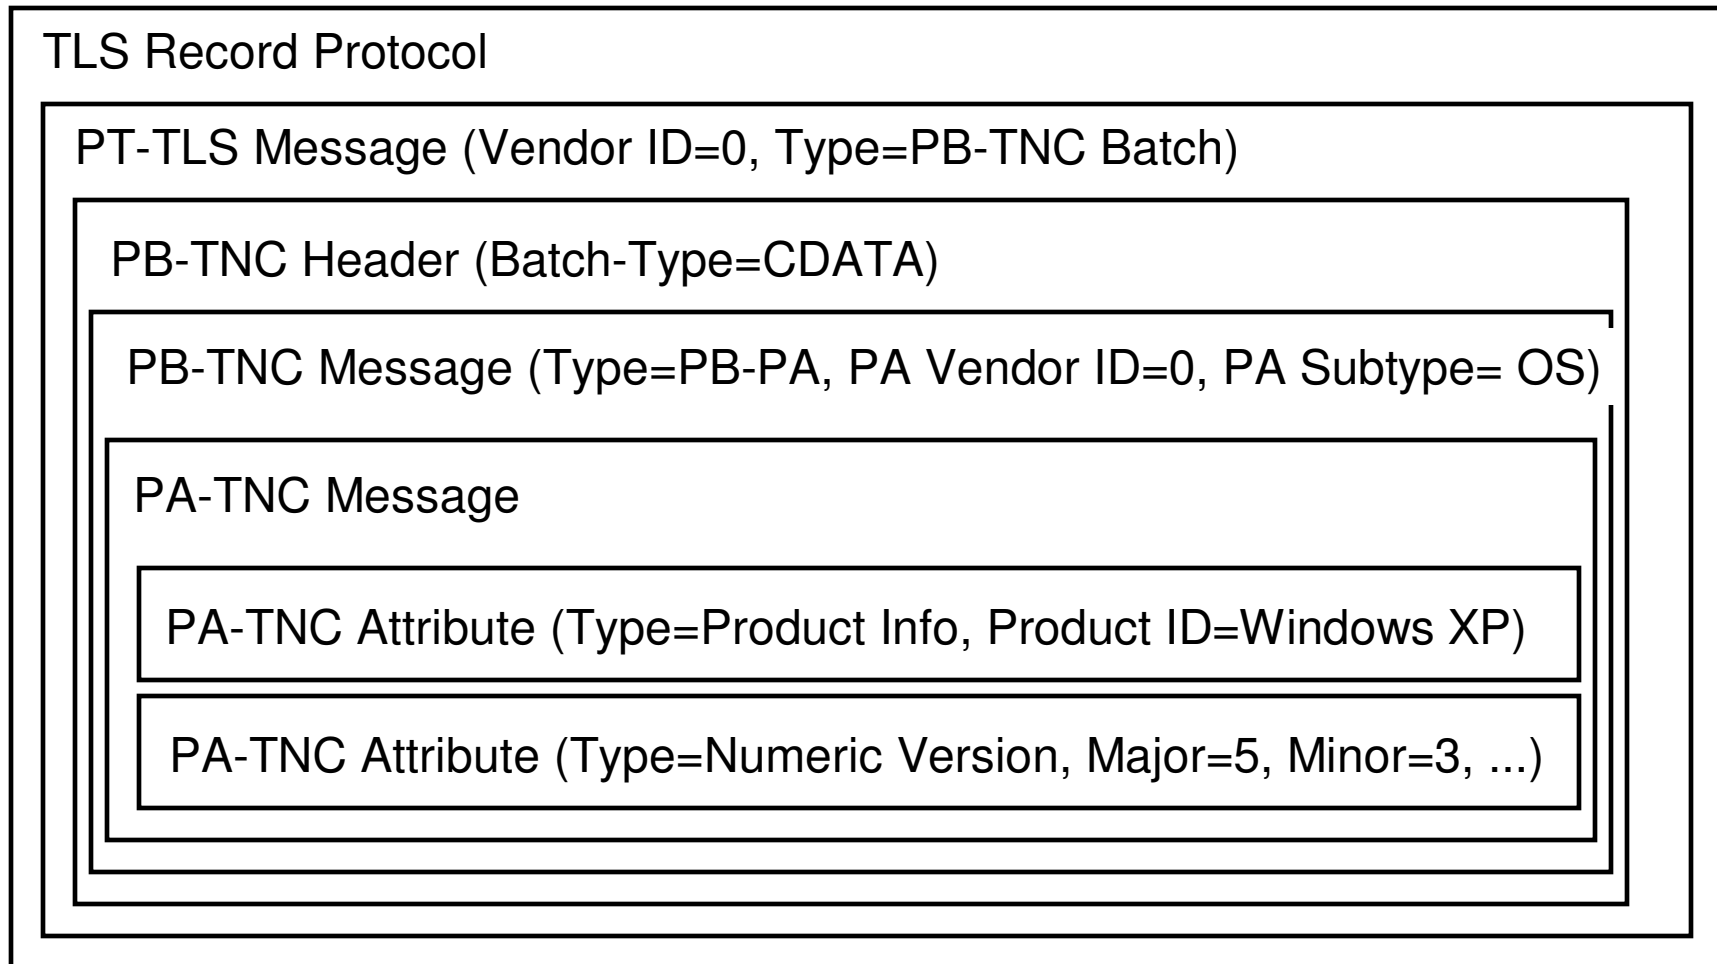 TLS Record Protocol
PT-TLS Message (Vendor ID=0, Type=PB-TNC Batch)
PB-TNC Header (Batch-Type=CDATA)
PB-TNC Message (Type=PB-PA, PA Vendor ID=0, PA Subtype= OS)
PA-TNC Message
PA-TNC Attribute (Type=Product Info, Product ID=Windows XP)
PA-TNC Attribute (Type=Numeric Version, Major=5, Minor=3, ...)